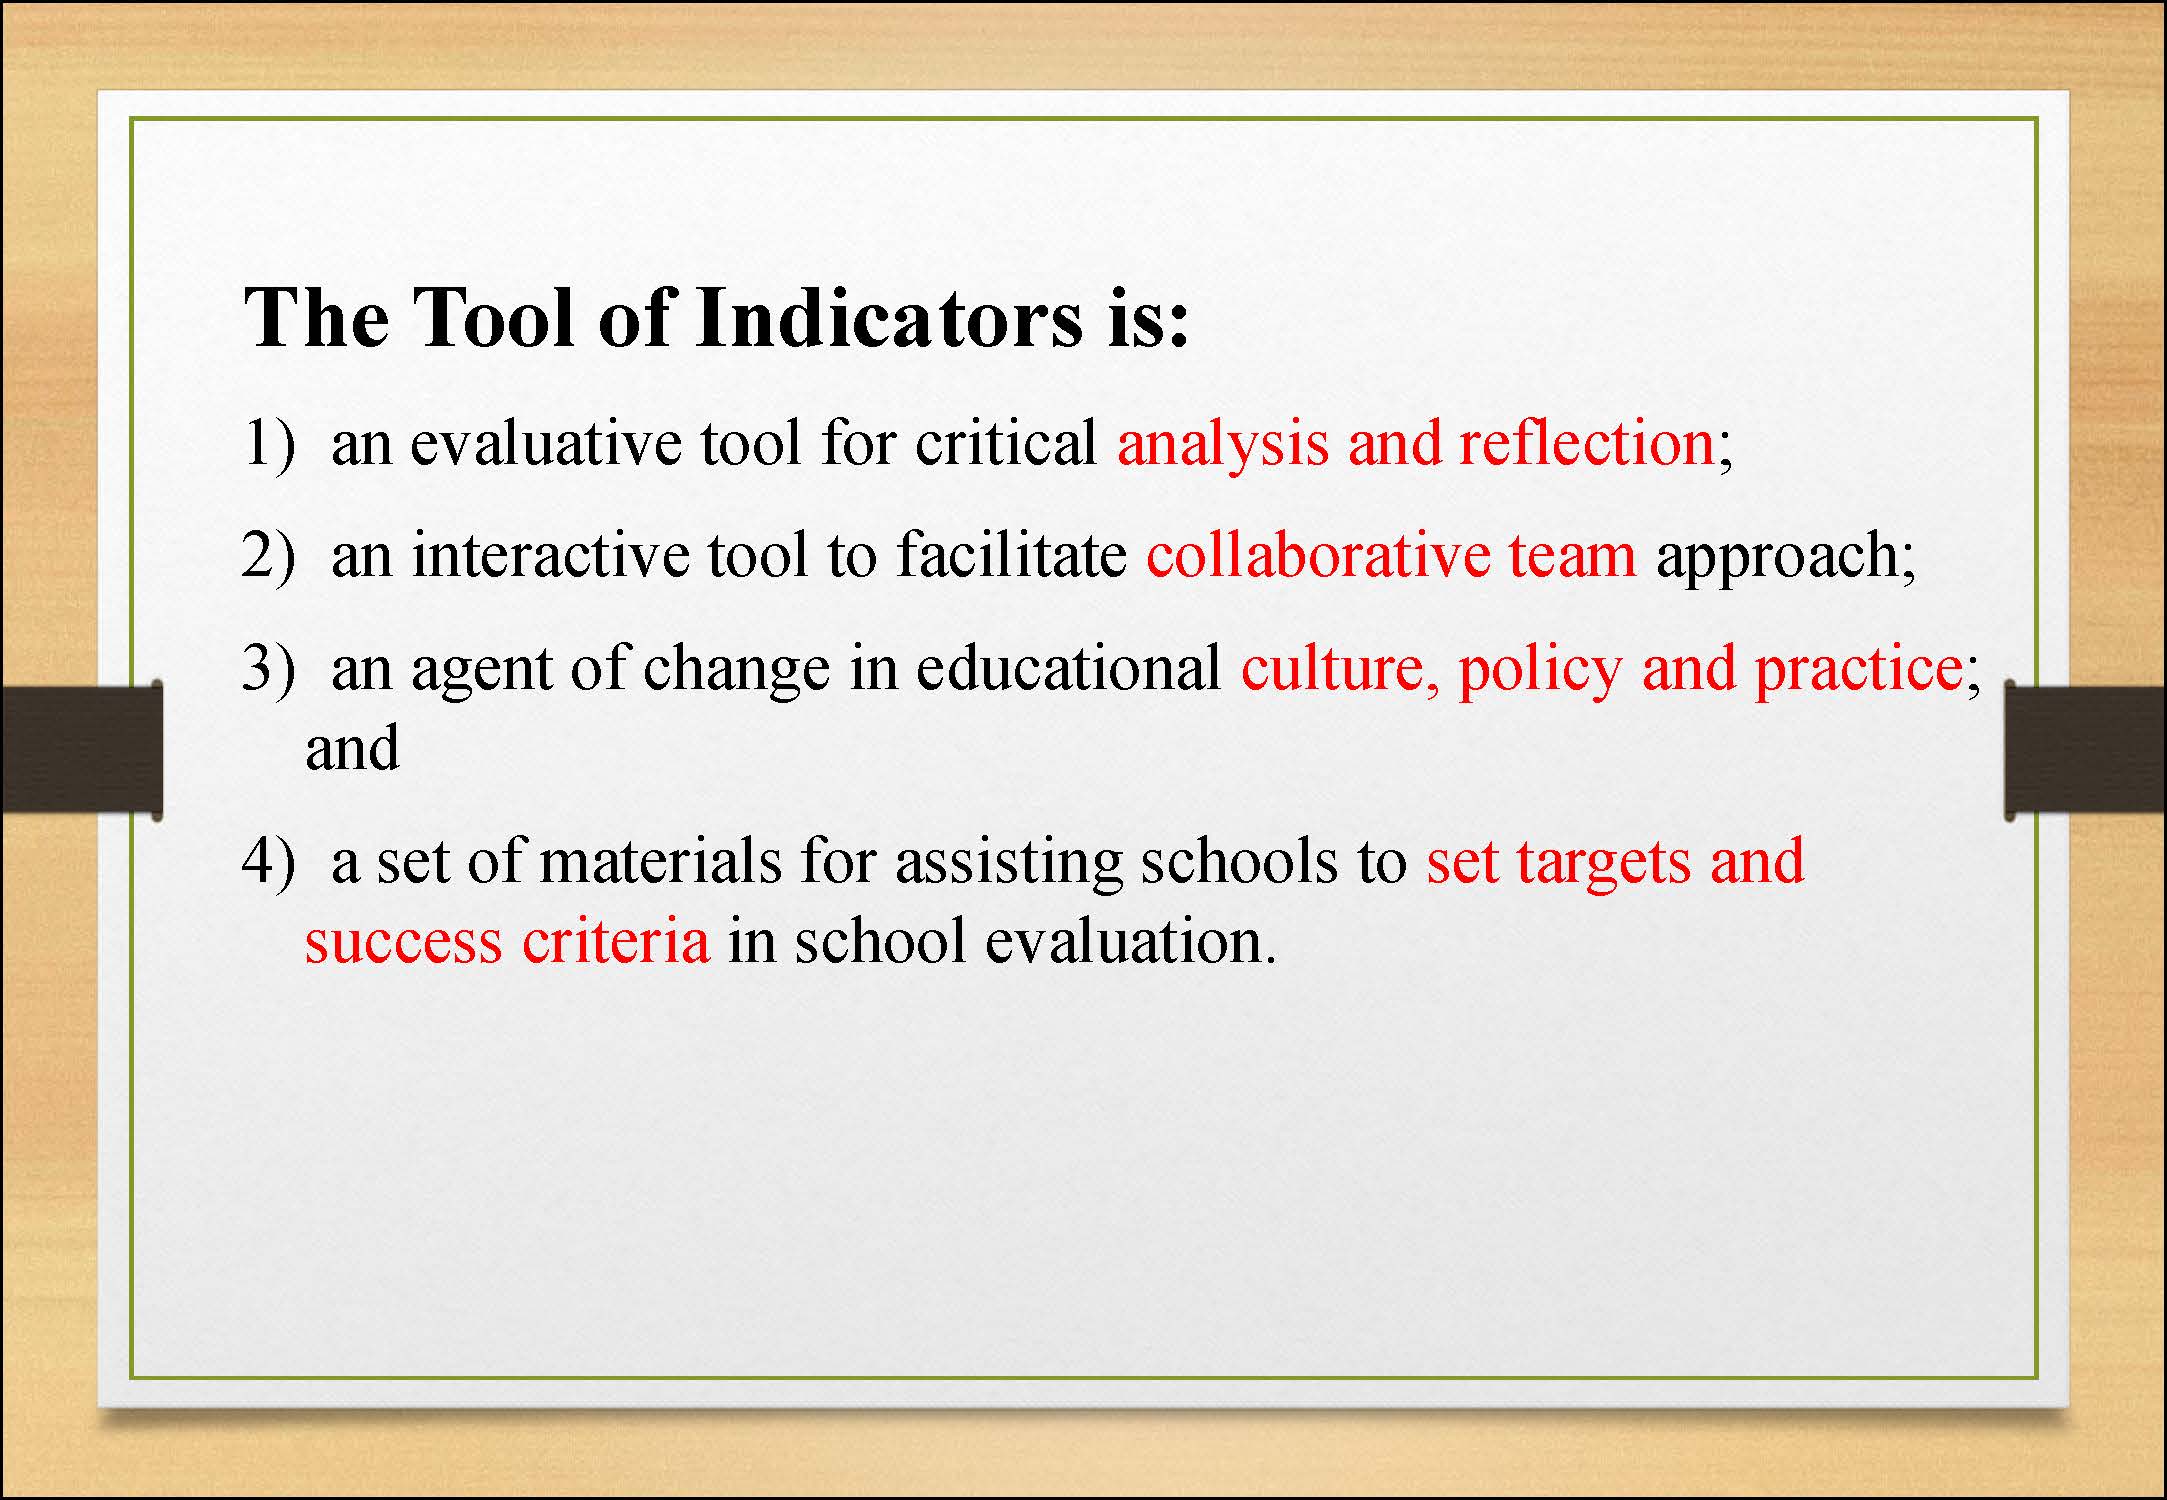 The Tool of Indicators is:
1) an evaluative tool for critical analysis and reflection;
2) an interactive tool to facilitate collaborative team approach;
3) an agent of change in educational culture, policy and practice;
and
4) a set of materials for assisting schools to set targets and
success criteria in school evaluation.